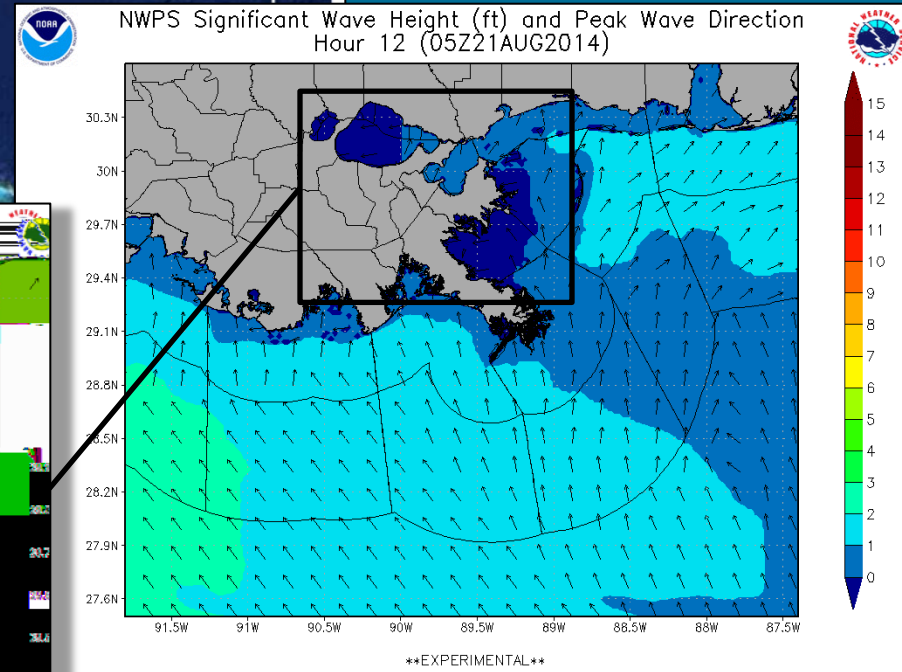 NWPS Significant Wave Height (ft) and Peak Wave Direction
Hour 12 (05Z21AUG2014)
NOAA
30.3N
30N
29.7N
29.4N
29.1N
28.8N
28.5N
28.2N
27.9N
27.6N
91.5W
91W
90.5W
90W
89.5W
89W
88.5W
88W
87.5W
15
14
13
12
11
10
9
8
7
6
5
4
3
2
1
0
**EXPERIMENTAL**